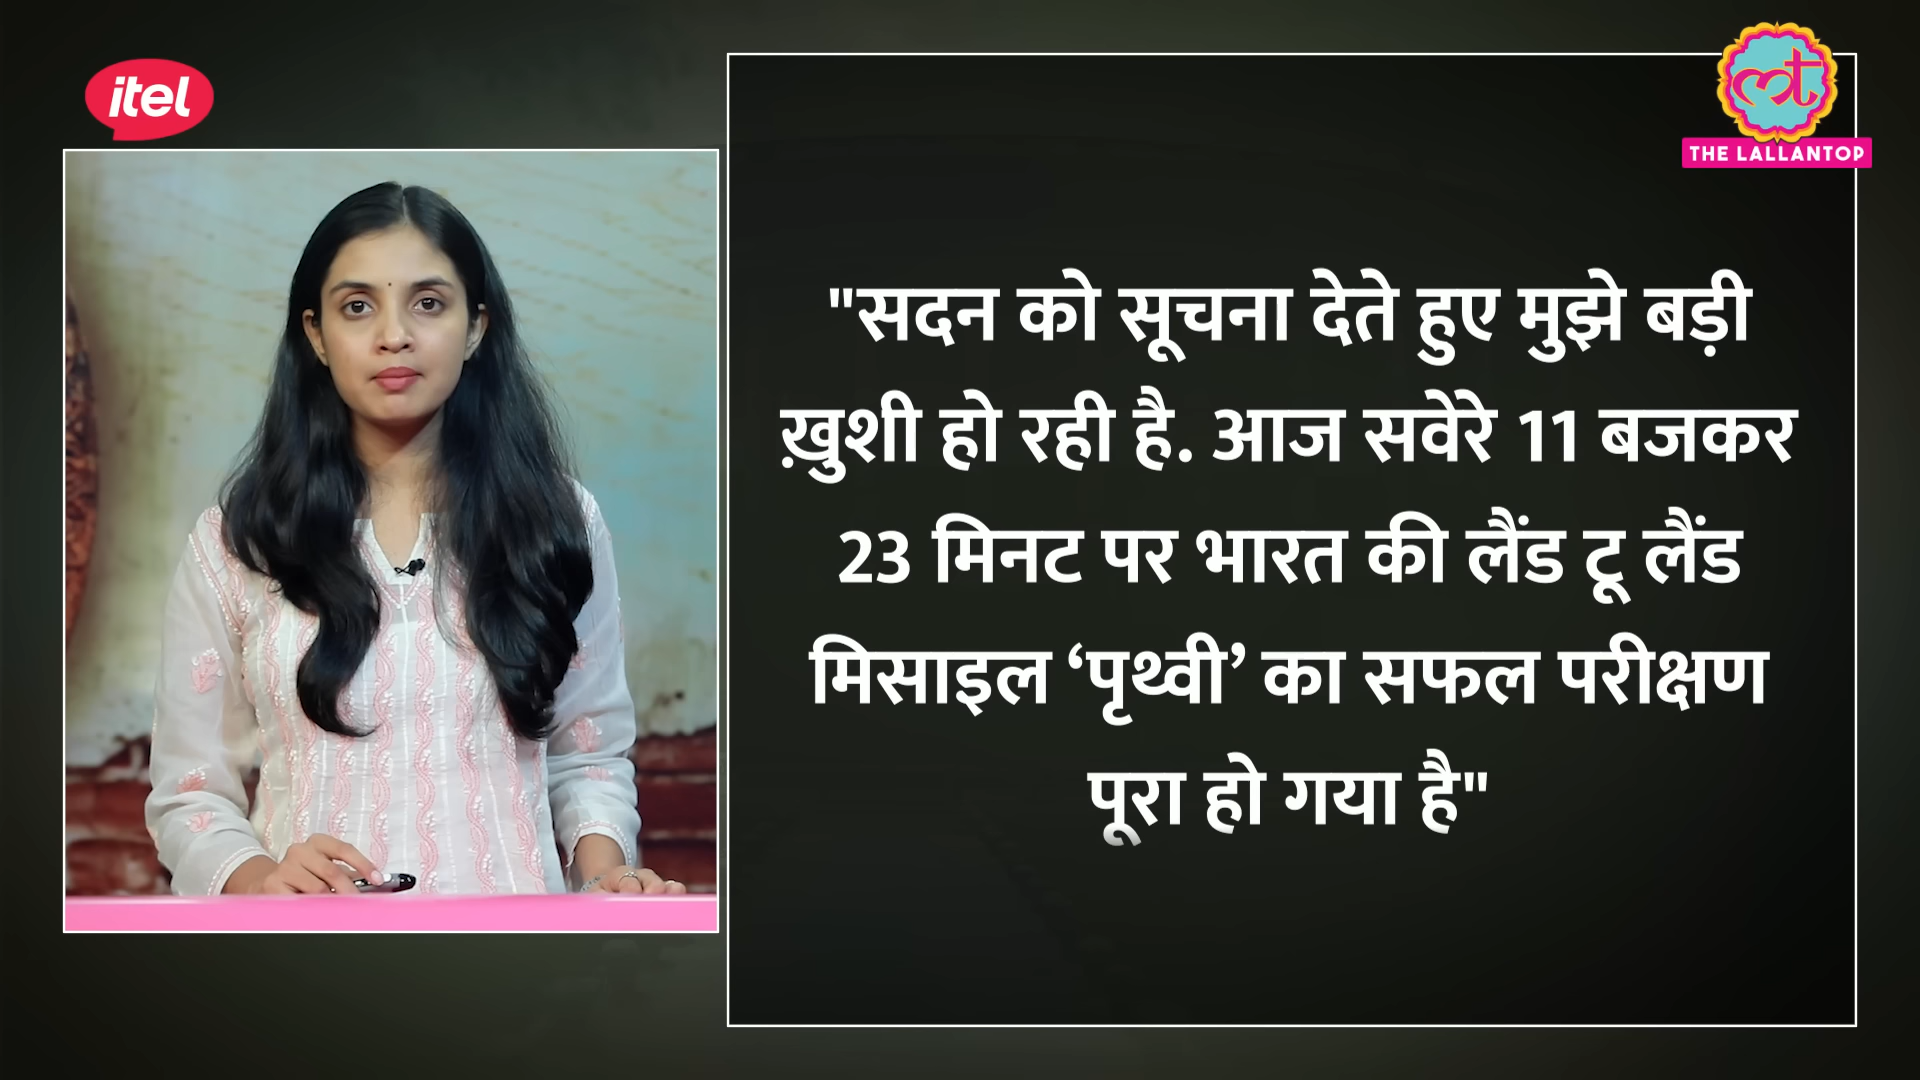 itel
THE LALLANTOP
"सदन को सूचना देते हुए मुझे बड़ी
ख़ुशी हो रही है. आज सवेरे 11 बजकर
23 मिनट पर भारत की लैंड टू लैंड
मिसाइल ‘पृथ्वी’ का सफल परीक्षण
पूरा हो गया है"